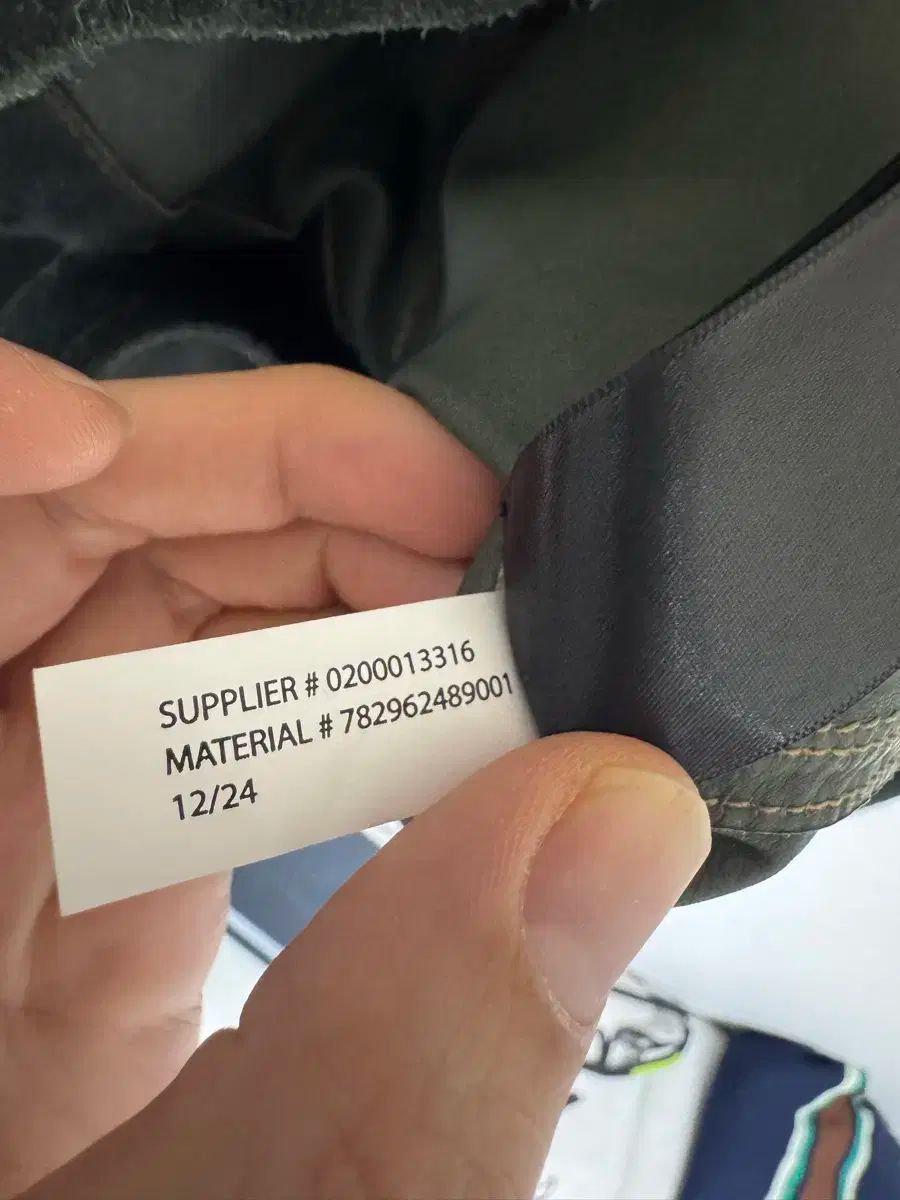 SUPPLIER # 0200013316
MATERIAL # 782962489001
12/24